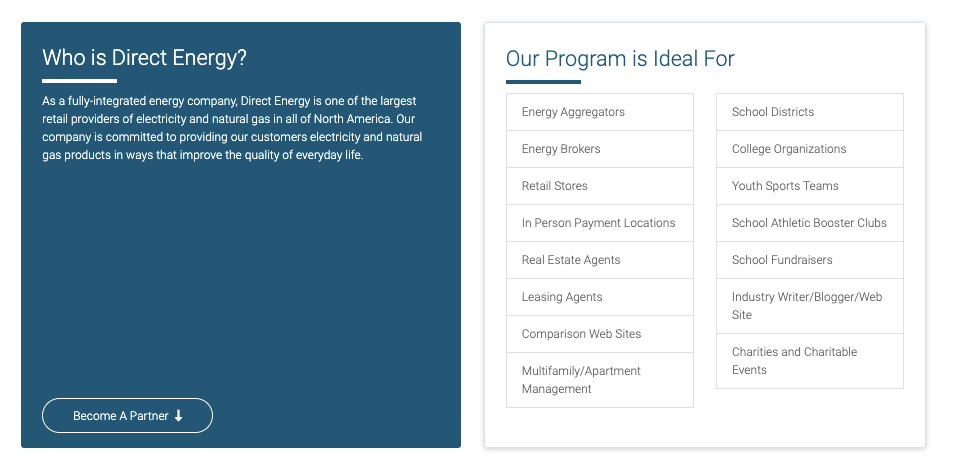 Who is Direct Energy?
As a fully-integrated energy company, Direct Energy is one of the largest
retail providers of electricity and natural gas in all of North America. Our
company is committed to providing our customers electricity and natural
gas products in ways that improve the quality of everyday life.
Become A Partner
Our Program is Ideal For
Energy Aggregators
Energy Brokers
Retail Stores
In Person Payment Locations
Real Estate Agents
Leasing Agents
Comparison Web Sites
Multifamily/Apartment
Management
School Districts
College Organizations
Youth Sports Teams
School Athletic Booster Clubs
School Fundraisers
Industry Writer/Blogger/Web
Site
Charities and Charitable
Events